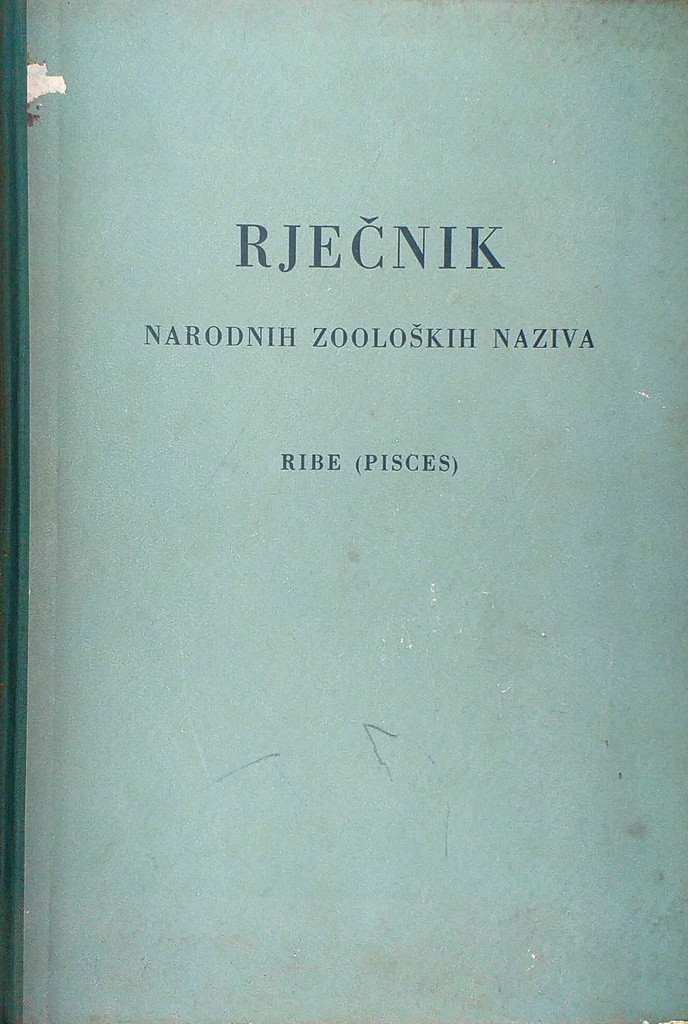 RJEČNIK
NARODNIH ZOOLOŠKIH NAZIVA
RIBE (PISCES)